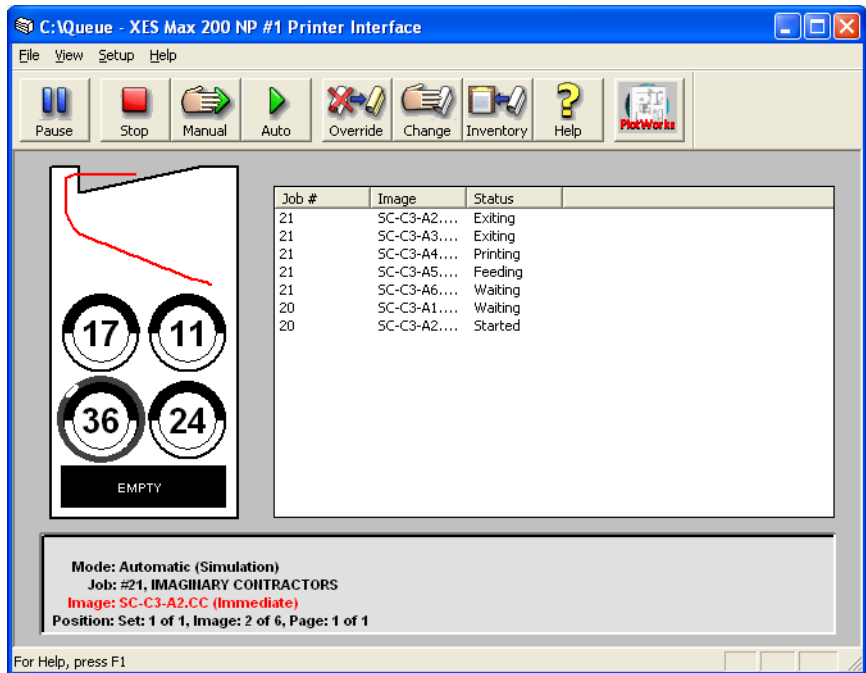 C:\Queue - XES Max 200 NP #1 Printer Interface
File View Setup Help
Pause Stop Manual Auto Override Change Inventory Help PlotWorks
Job # Image Status
21 SC-C3-A2.... Exiting
21 SC-C3-A3.... Exiting
21 SC-C3-A4.... Printing
21 SC-C3-A5.... Feeding
21 SC-C3-A6.... Waiting
20 SC-C3-A1.... Waiting
20 SC-C3-A2.... Started
17 11
36 24
EMPTY
Mode: Automatic (Simulation)
Job: #21, IMAGINARY CONTRACTORS
Image: SC-C3-A2.CC (Immediate)
Position: Set: 1 of 1, Image: 2 of 6, Page: 1 of 1
For Help, press F1